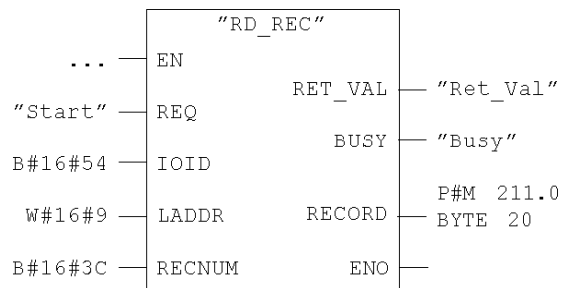 "RD_REC"
... EN
RET_VAL "Ret_Val"
"Start" REQ
BUSY "Busy"
B#16#54 IOID
P#M 211.0
W#16#9 LADDR RECORD BYTE 20
B#16#3C RECNUM ENO